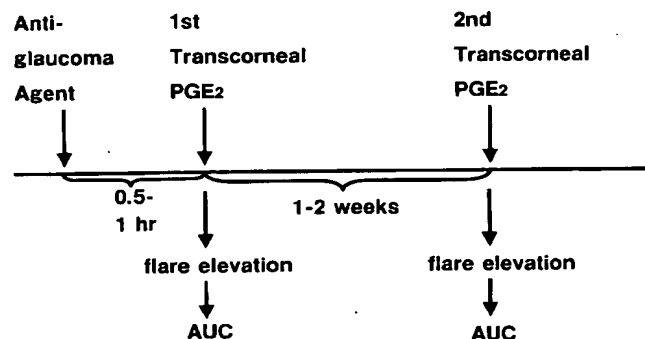 Anti-
glaucoma
Agent
1st
Transcorneal
PGE2
2nd
Transcorneal
PGE2
0.5-
1 hr
1-2 weeks
flare elevation
AUC
flare elevation
AUC